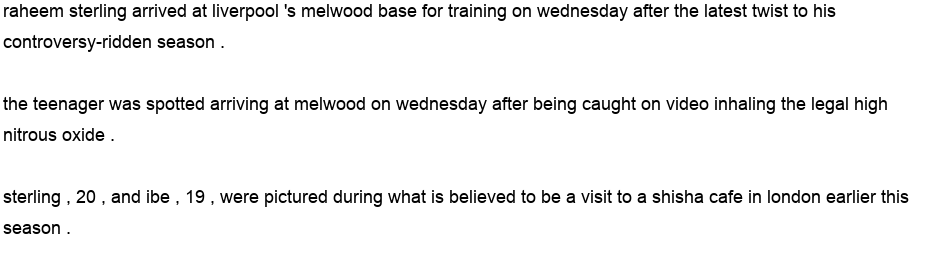 raheem sterling arrived at liverpool 's melwood base for training on wednesday after the latest twist to his
controversy-ridden season .
the teenager was spotted arriving at melwood on wednesday after being caught on video inhaling the legal high
nitrous oxide .
sterling , 20 , and ibe , 19 , were pictured during what is believed to be a visit to a shisha cafe in london earlier this
season .